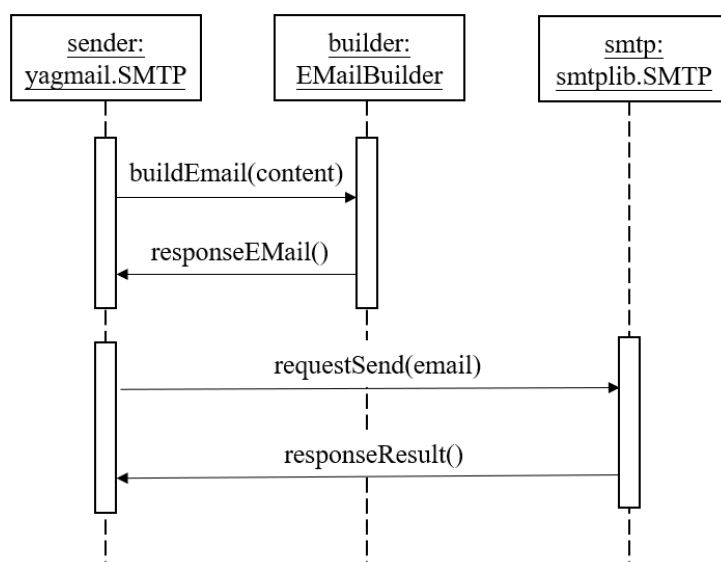 sender:
yagmail.SMTP
builder:
EMailBuilder
smtp:
smtplib.SMTP
buildEmail(content)
responseEMail()
requestSend(email)
responseResult()